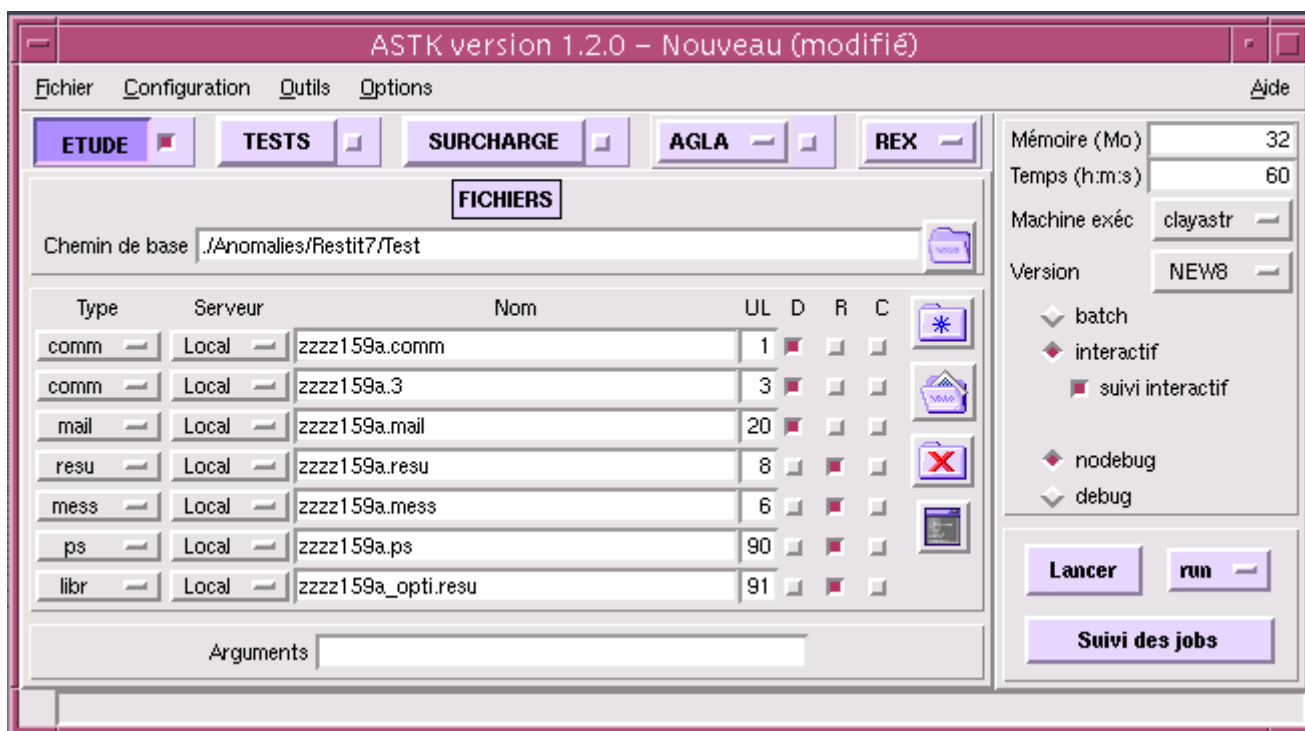 ASTK version 1.2.0 – Nouveau (modifié)
Fichier Configuration Outils Options Aide
ETUDE TESTS SURCHARGE AGLA REX
FICHIERS
Chemin de base ./Anomalies/Restit7/Test
Type Serveur Nom UL D R C
comm Local zzzz159a.comm 1
comm Local zzzz159a.3 3
mail Local zzzz159a.mail 20
resu Local zzzz159a.resu 8
mess Local zzzz159a.mess 6
ps Local zzzz159a.ps 90
libr Local zzzz159a_opti.resu 91
Arguments
Mémoire (Mo) 32
Temps (h:m:s) 60
Machine exéc clayastr
Version NEW8
batch
interactif
suivi interactif
nodebug
debug
Lancer run
Suivi des jobs